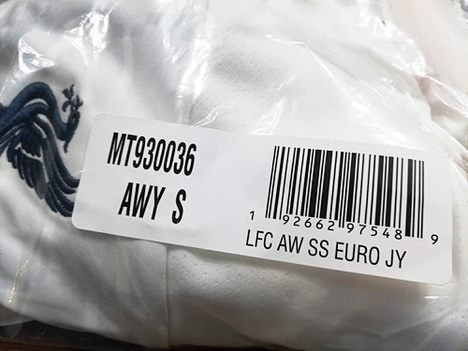 MT930036
AWY S
1 92662 97548 9
LFC AW SS EURO JY